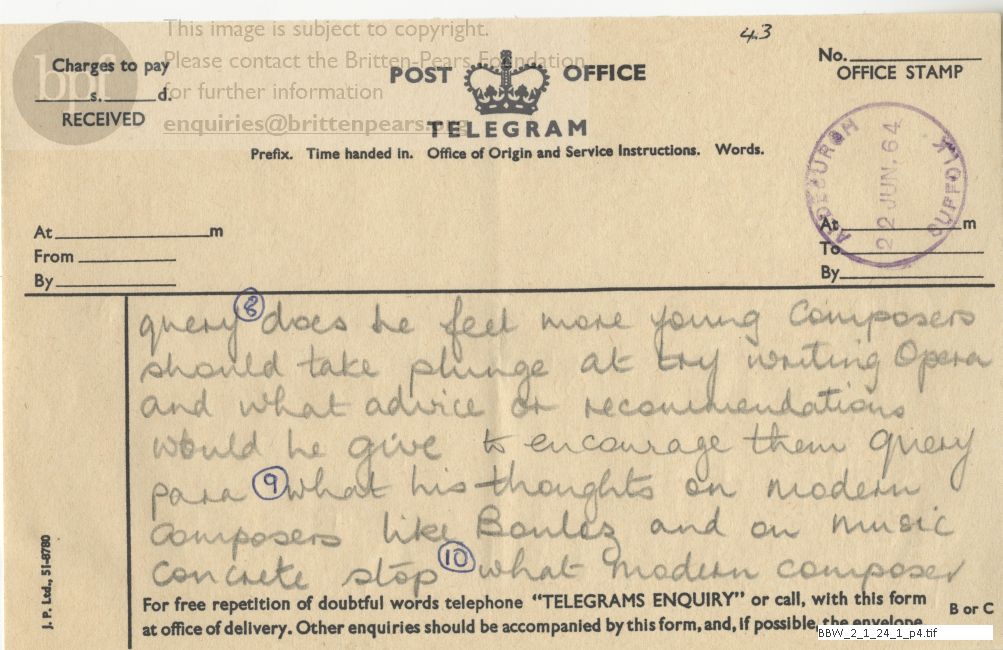 This image is subject to copyright.
Please contact the Britten-Pears Foundation
for further information
enquiries@brittenpears.org
bpf
43
Charges to pay
s. d.
RECEIVED
POST OFFICE
TELEGRAM
No.
OFFICE STAMP
Prefix. Time handed in. Office of Origin and Service Instructions. Words.
ALDEBURGH
22 JUN. 64
SUFFOLK
At m
From
By
At m
To
By
query ⑧ does he feel more young Composers
should take plunge at try writing Opera
and what advice or recommendations
would he give to encourage them query
para ⑨ what his thoughts on modern
composers like Boulez and on music
concrete stop ⑩ what modern composer
For free repetition of doubtful words telephone "TELEGRAMS ENQUIRY" or call, with this form
at office of delivery. Other enquiries should be accompanied by this form, and, if possible, the envelope
B or C
J. P. Ltd., 51-8780
BBW_2_1_24_1_p4.tif